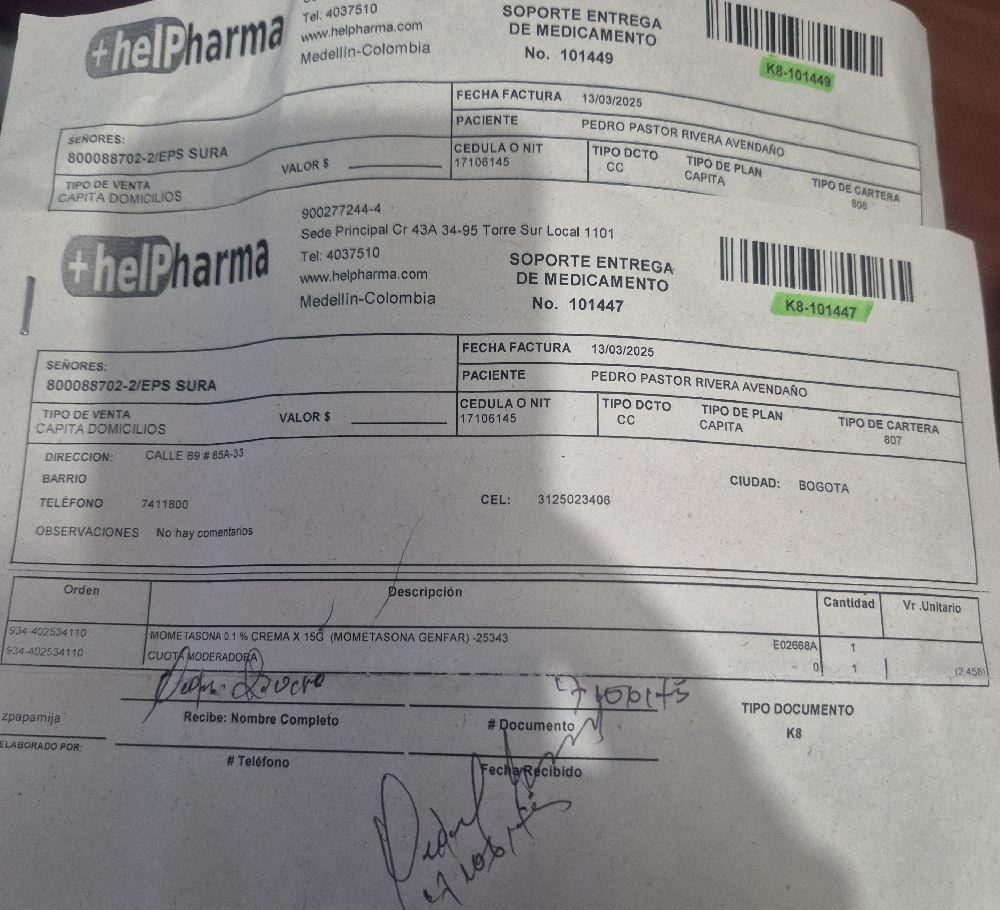 +helPharma
Tel: 4037510
www.helpharma.com
Medellín-Colombia
SOPORTE ENTREGA
DE MEDICAMENTO
No. 101449
K8-101449
SEÑORES:
800088702-2/EPS SURA
VALOR $
FECHA FACTURA 13/03/2025
PACIENTE PEDRO PASTOR RIVERA AVENDAÑO
TIPO DE VENTA
CAPITA DOMICILIOS
CEDULA O NIT
17106145
TIPO DCTO
CC
TIPO DE PLAN
CAPITA
TIPO DE CARTERA
806
+helPharma
900277244-4
Sede Principal Cr 43A 34-95 Torre Sur Local 1101
Tel: 4037510
www.helpharma.com
Medellín-Colombia
SOPORTE ENTREGA
DE MEDICAMENTO
No. 101447
K8-101447
SEÑORES:
800088702-2/EPS SURA
FECHA FACTURA 13/03/2025
PACIENTE PEDRO PASTOR RIVERA AVENDAÑO
TIPO DE VENTA
CAPITA DOMICILIOS
VALOR $
CEDULA O NIT
17106145
TIPO DCTO
CC
TIPO DE PLAN
CAPITA
TIPO DE CARTERA
807
DIRECCION: CALLE 89 # 85A-33
BARRIO
CIUDAD: BOGOTA
TELÉFONO 7411800
CEL: 3125023406
OBSERVACIONES No hay comentarios
Orden Descripción Cantidad Vr .Unitario
934-402534110 MOMETASONA 0.1 % CREMA X 15G (MOMETASONA GENFAR) -25343 E02668A 1
934-402534110 CUOTA MODERADORA 0 1 (2.458)
zpapamija
Recibe: Nombre Completo
# Documento
TIPO DOCUMENTO
K8
ELABORADO POR:
# Teléfono
Fecha Recibido